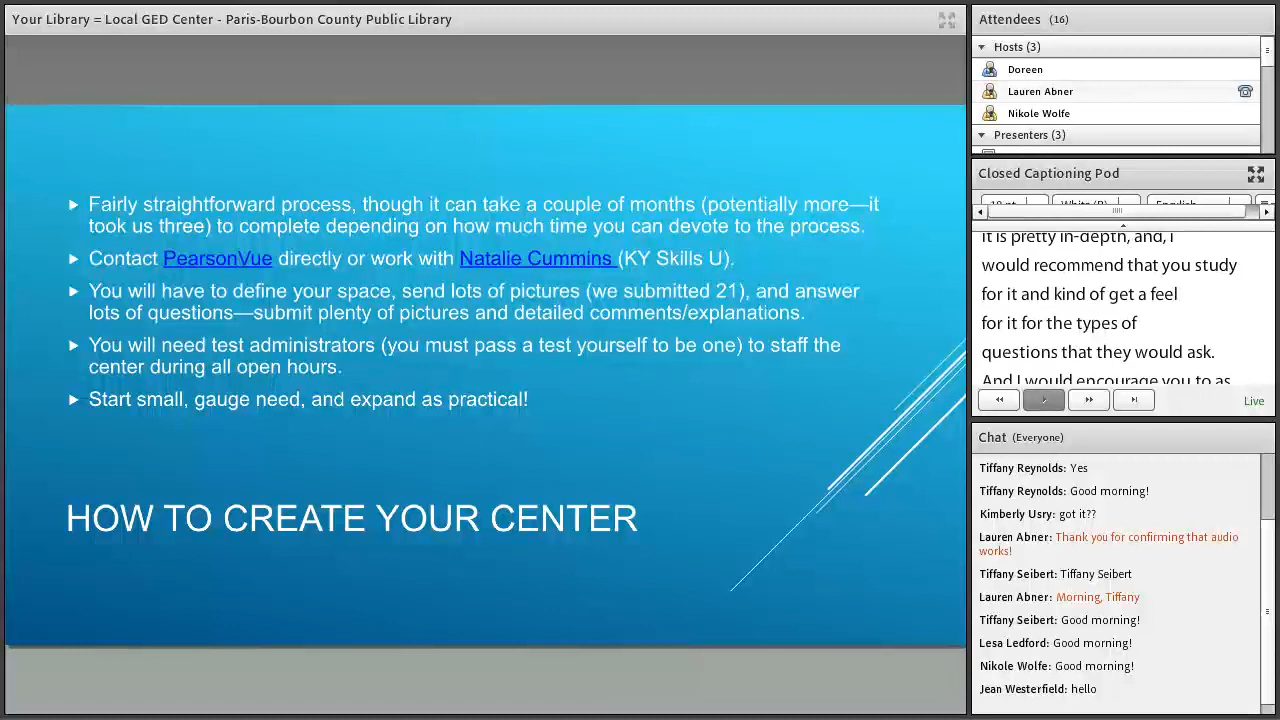 Your Library = Local GED Center - Paris-Bourbon County Public Library
Fairly straightforward process, though it can take a couple of months (potentially more—it
took us three) to complete depending on how much time you can devote to the process.
Contact PearsonVue directly or work with Natalie Cummins (KY Skills U).
You will have to define your space, send lots of pictures (we submitted 21), and answer
lots of questions—submit plenty of pictures and detailed comments/explanations.
You will need test administrators (you must pass a test yourself to be one) to staff the
center during all open hours.
Start small, gauge need, and expand as practical!
HOW TO CREATE YOUR CENTER
Attendees (16)
Hosts (3)
Doreen
Lauren Abner
Nikole Wolfe
Presenters (3)
Closed Captioning Pod
18 pt White (B) English
it is pretty in-depth, and, I
would recommend that you study
for it and kind of get a feel
for it for the types of
questions that they would ask.
And I would encourage you to as
Live
Chat (Everyone)
Tiffany Reynolds: Yes
Tiffany Reynolds: Good morning!
Kimberly Usry: got it??
Lauren Abner: Thank you for confirming that audio
works!
Tiffany Seibert: Tiffany Seibert
Lauren Abner: Morning, Tiffany
Tiffany Seibert: Good morning!
Lesa Ledford: Good morning!
Nikole Wolfe: Good morning!
Jean Westerfield: hello